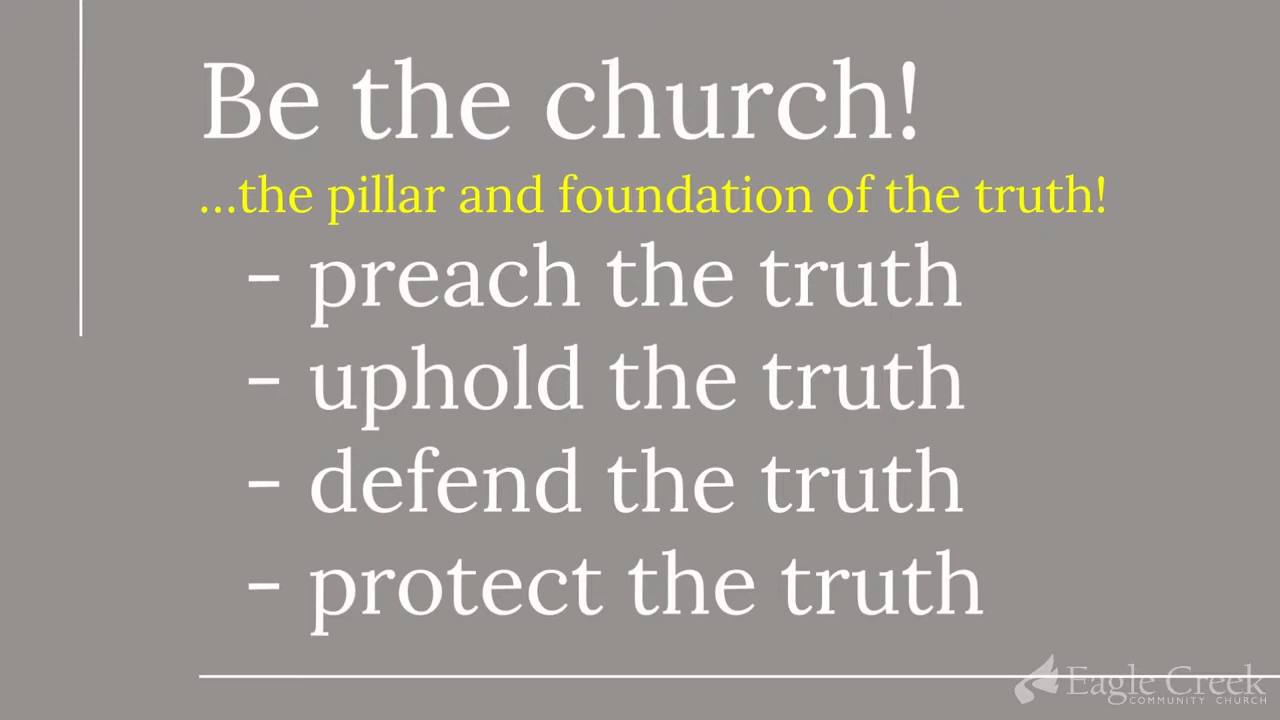 Be the church!
...the pillar and foundation of the truth!
- preach the truth
- uphold the truth
- defend the truth
- protect the truth
Eagle Creek
COMMUNITY CHURCH